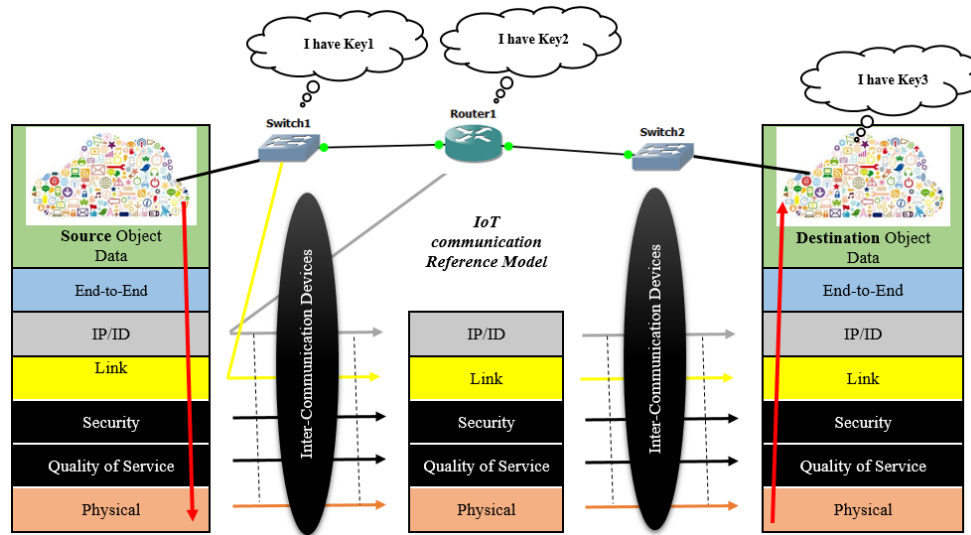 I have Key1
I have Key2
I have Key3
Switch1
Router1
Switch2
Source Object
Data
End-to-End
IP/ID
Link
Security
Quality of Service
Physical
Inter-Communication Devices
IoT
communication
Reference Model
IP/ID
Link
Security
Quality of Service
Physical
Inter-Communication Devices
Destination Object
Data
End-to-End
IP/ID
Link
Security
Quality of Service
Physical